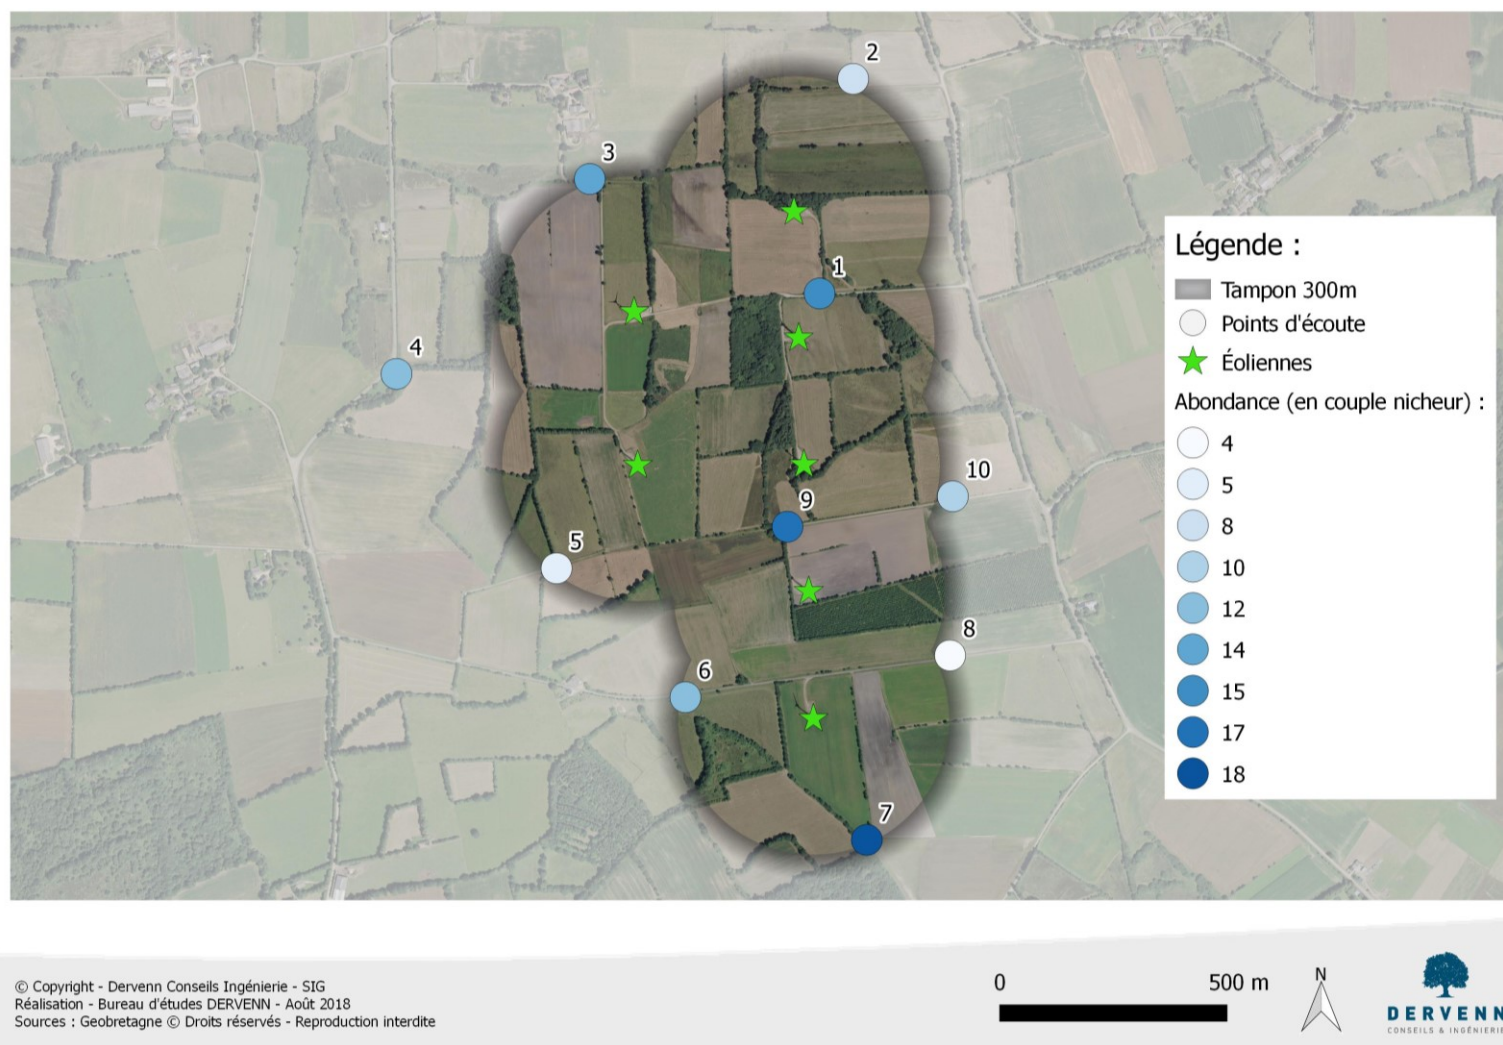 2
3
1
4
10
9
5
8
6
7
Légende :
Tampon 300m
Points d'écoute
Éoliennes
Abondance (en couple nicheur) :
4
5
8
10
12
14
15
17
18
© Copyright - Dervenn Conseils Ingénierie - SIG
Réalisation - Bureau d'études DERVENN - Août 2018
Sources : Geobretagne © Droits réservés - Reproduction interdite
0 500 m
N
DERVENN
CONSEILS & INGÉNIERIE